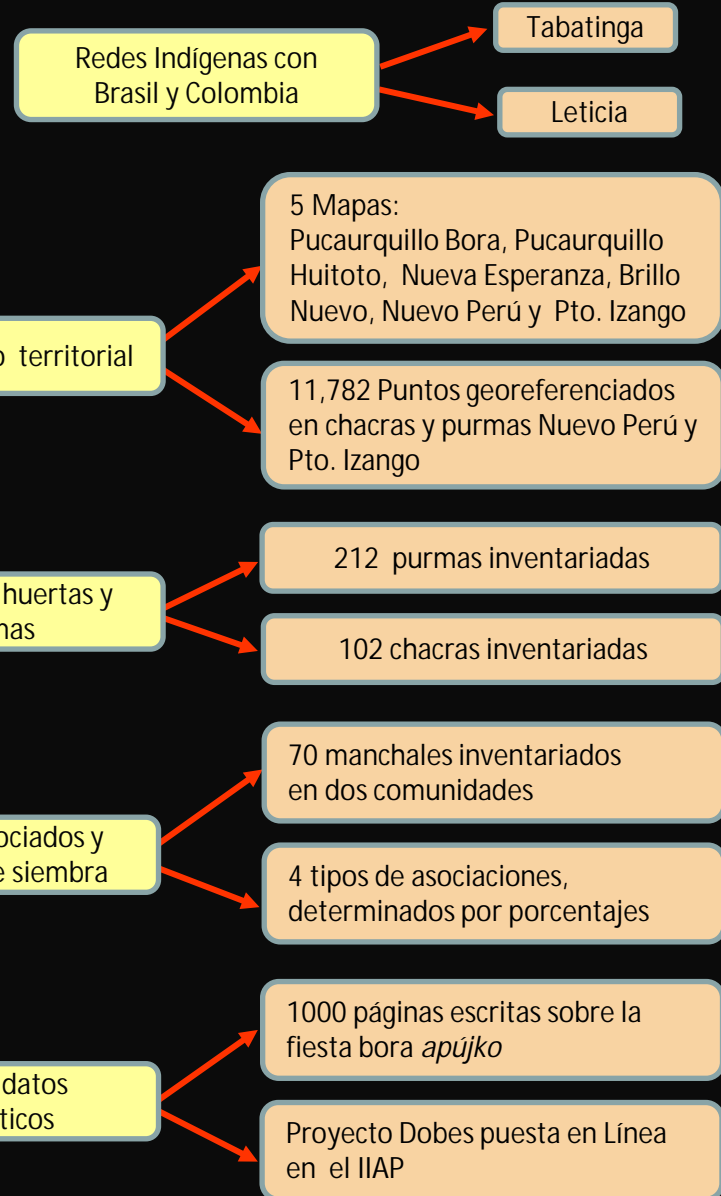 Redes Indígenas con
Brasil y Colombia
Tabatinga
Leticia
territorial
5 Mapas:
Pucaurquillo Bora, Pucaurquillo
Huitoto, Nueva Esperanza, Brillo
Nuevo, Nuevo Perú y Pto. Izango
11,782 Puntos georeferenciados
en chacras y purmas Nuevo Perú y
Pto. Izango
huertas y
212 purmas inventariadas
102 chacras inventariadas
y
siembra
70 manchales inventariados
en dos comunidades
4 tipos de asociaciones,
determinados por porcentajes
datos
1000 páginas escritas sobre la
fiesta bora apújko
Proyecto Dobes puesta en Línea
en el IIAP